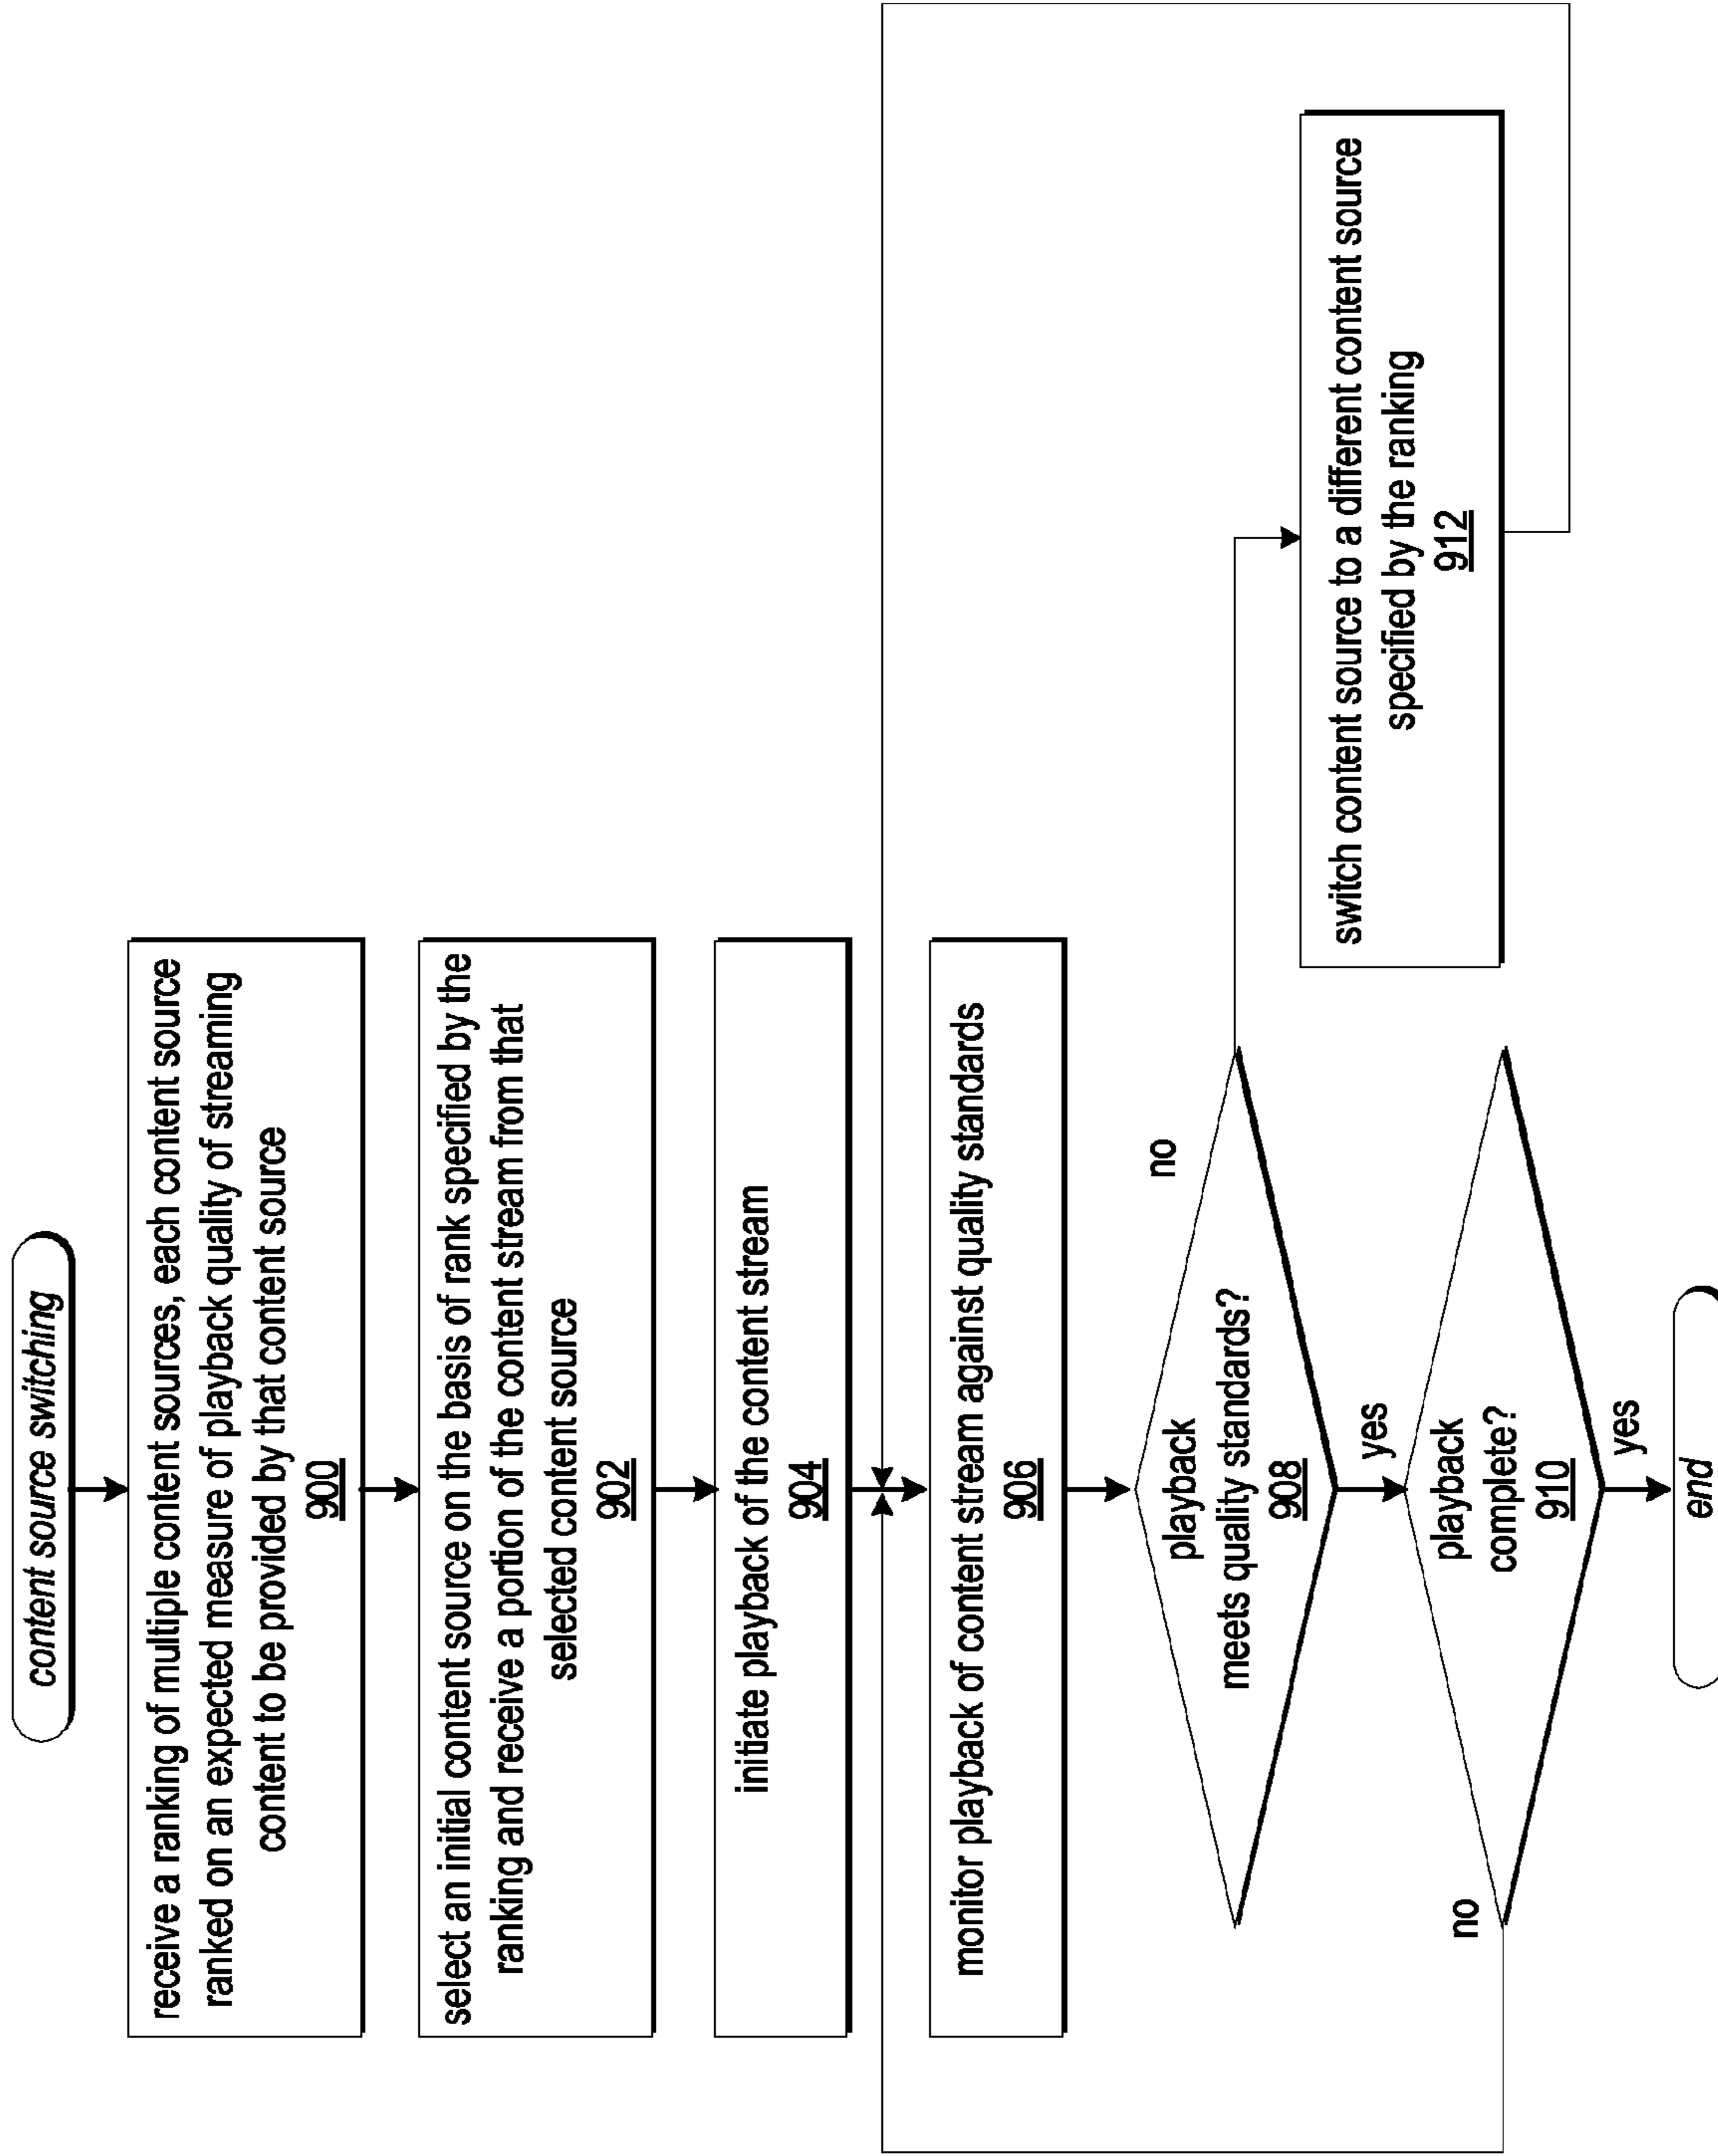 content source switching
receive a ranking of multiple content sources, each content source
ranked on an expected measure of playback quality of streaming
content to be provided by that content source
900
select an initial content source on the basis of rank specified by the
ranking and receive a portion of the content stream from that
selected content source
902
initiate playback of the content stream
904
monitor playback of content stream against quality standards
906
playback
meets quality standards?
908
no
yes
switch content source to a different content source
specified by the ranking
912
playback
complete?
910
no
yes
end